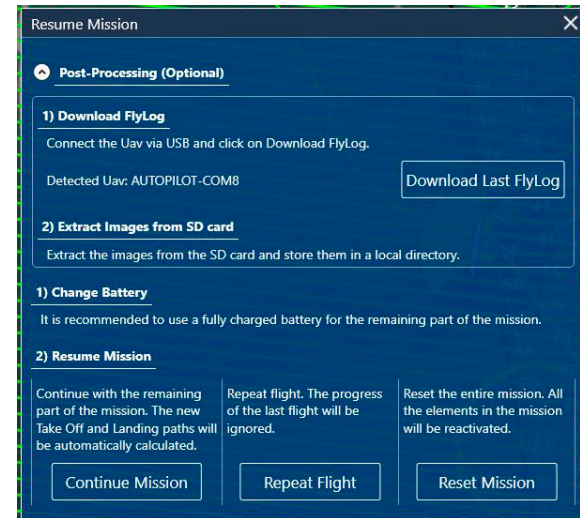 Resume Mission
Post-Processing (Optional)
1) Download FlyLog
Connect the Uav via USB and click on Download FlyLog.
Detected Uav: AUTOPILOT-COM8
Download Last FlyLog
2) Extract Images from SD card
Extract the images from the SD card and store them in a local directory.
1) Change Battery
It is recommended to use a fully charged battery for the remaining part of the mission.
2) Resume Mission
Continue with the remaining
part of the mission. The new
Take Off and Landing paths will
be automatically calculated.
Continue Mission
Repeat flight. The progress
of the last flight will be
ignored.
Repeat Flight
Reset the entire mission. All
the elements in the mission
will be reactivated.
Reset Mission